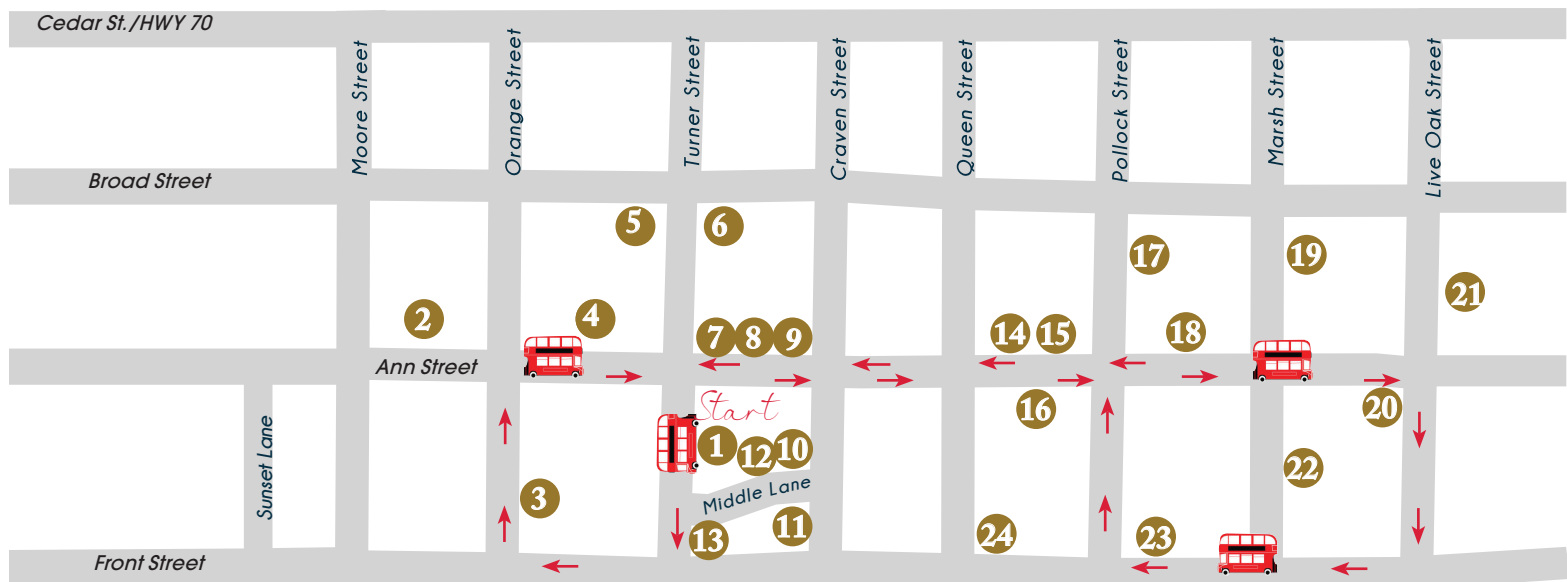 Cedar St./HWY 70
Moore Street
Orange Street
Turner Street
Craven Street
Queen Street
Pollock Street
Marsh Street
Live Oak Street
Broad Street
5
6
17
19
21
2
4
7
8
9
14
15
18
Ann Street
Start
16
20
Sunset Lane
1
12
10
22
3
Middle Lane
13
11
24
23
Front Street